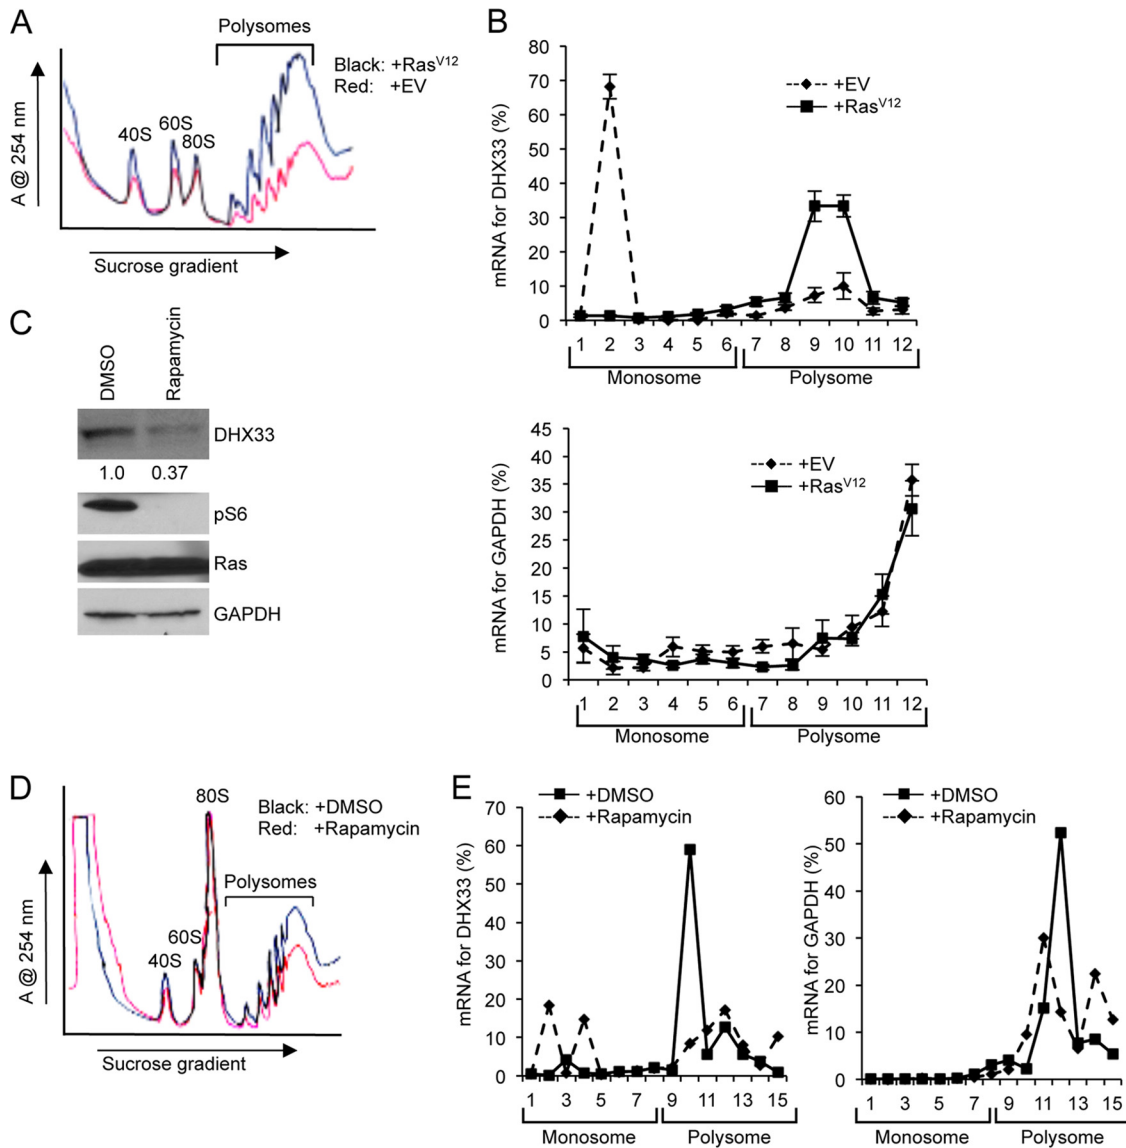 A
Polysomes
Black: +Ras^V12
Red: +EV
40S
60S
80S
A @ 254 nm
Sucrose gradient
B
mRNA for DHX33 (%)
80
70
60
50
40
30
20
10
0
+EV
+Ras^V12
1 2 3 4 5 6 7 8 9 10 11 12
Monosome Polysome
mRNA for GAPDH (%)
45
40
35
30
25
20
15
10
5
0
+EV
+Ras^V12
1 2 3 4 5 6 7 8 9 10 11 12
Monosome Polysome
C
DMSO
Rapamycin
DHX33
1.0 0.37
pS6
Ras
GAPDH
D
80S
Black: +DMSO
Red: +Rapamycin
Polysomes
60S
40S
A @ 254 nm
Sucrose gradient
E
+DMSO
+Rapamycin
mRNA for DHX33 (%)
70
60
50
40
30
20
10
0
1 3 5 7 9 11 13 15
Monosome Polysome
+DMSO
+Rapamycin
mRNA for GAPDH (%)
60
50
40
30
20
10
0
1 3 5 7 9 11 13 15
Monosome Polysome